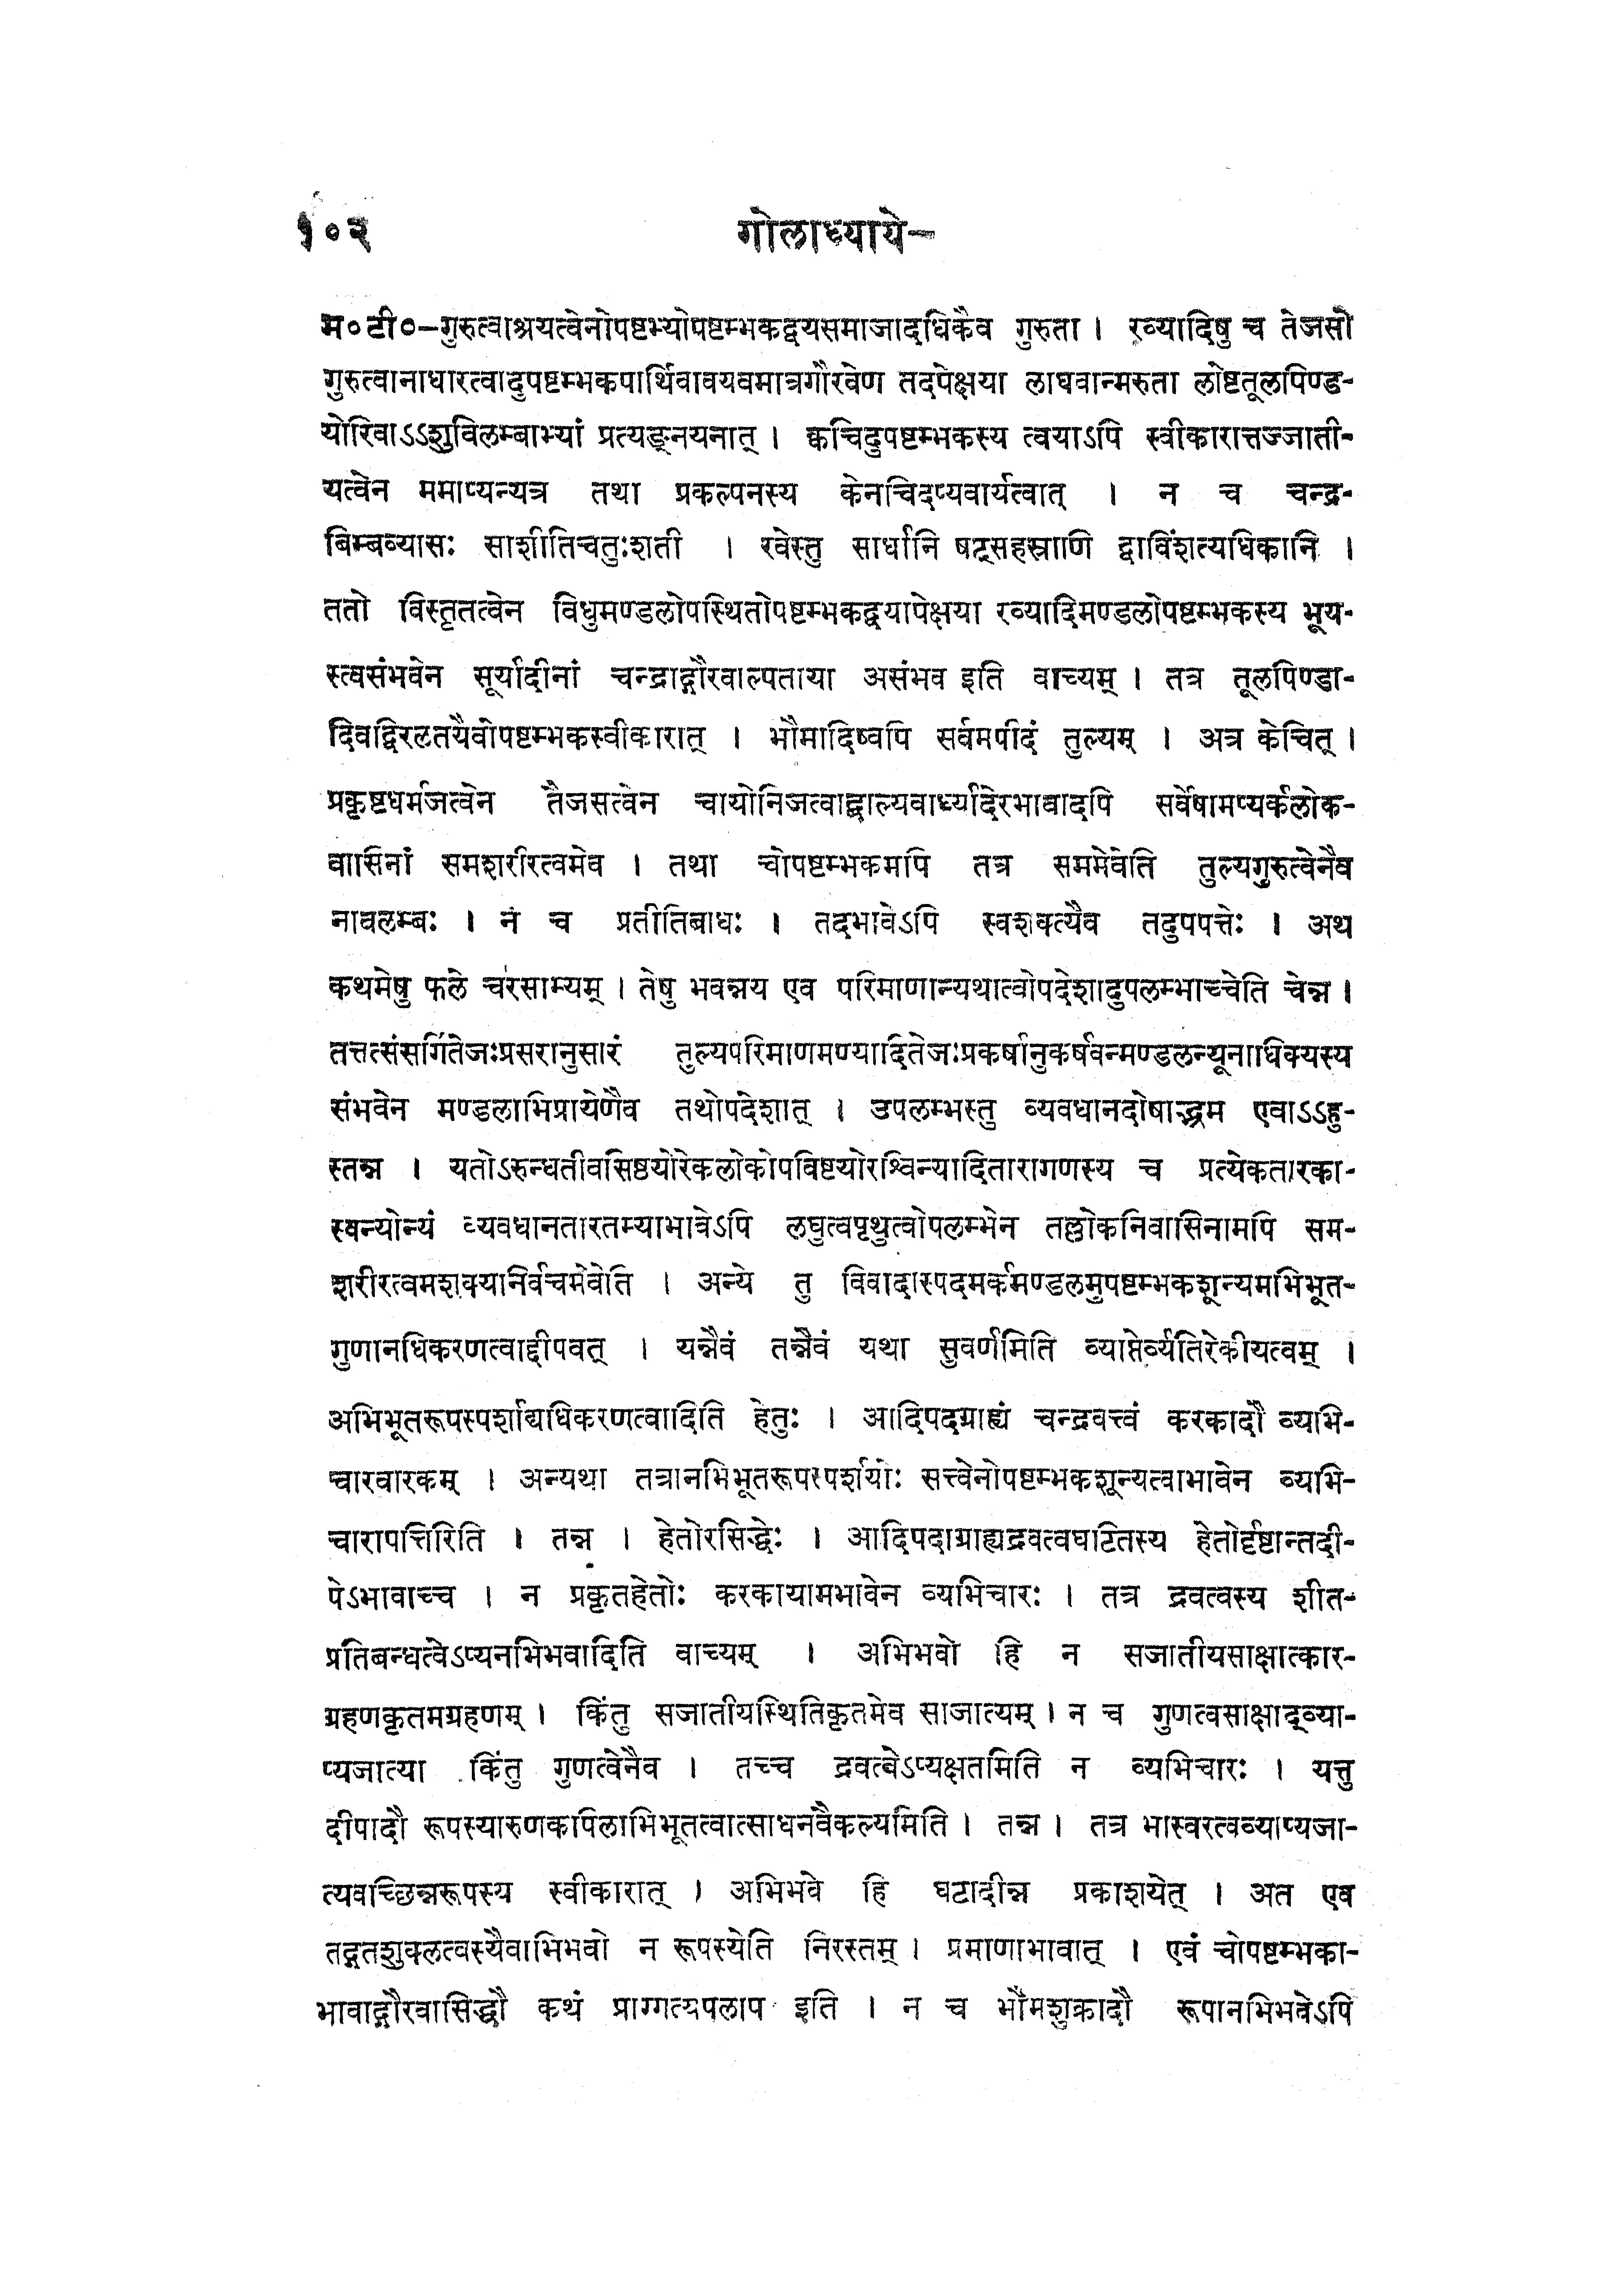 १०२ गोलाध्याये–
म०टी०–गुरुत्वाश्रयत्वेनोपष्टभ्योपष्टम्भकद्वयसमाजादधिकैव गुरुता । रव्यादिषु च तेजसो
गुरुत्वानाधारत्वादुपष्टम्भकपार्थिवावयवमात्रगौरवेण तदपेक्षया लाघवान्मरुता लोष्टतूलपिण्ड-
योरिवाऽऽशुविलम्बाभ्यां प्रत्यङ्नयनात् । क्वचिदुपष्टम्भकस्य त्वयाऽपि स्वीकारात्तज्जाती-
यत्वेन ममाप्यन्यत्र तथा प्रकल्पनस्य केनचिदप्यवार्यत्वात् । न च चन्द्र-
बिम्बव्यासः साशीतिचतुःशती । रवेस्तु सार्धानि षट्सहस्राणि द्वाविंशत्यधिकानि ।
ततो विस्तृतत्वेन विधुमण्डलोपस्थितोपष्टम्भकद्वयापेक्षया रव्यादिमण्डलोपष्टम्भकस्य भूय-
स्त्वसंभवेन सूर्यादीनां चन्द्राद्गौरवाल्पताया असंभव इति वाच्यम् । तत्र तूलपिण्डा-
दिवद्विरलतयैवोपष्टम्भकस्वीकारात् । भौमादिष्वपि सर्वमपीदं तुल्यम् । अत्र केचित् ।
प्रकृष्टधर्मजत्वेन तैजसत्वेन चायोनिजत्वाद्बाल्यवार्ध्यादेरभावादपि सर्वेषामप्यर्कलोक-
वासिनां समशरीरत्वमेव । तथा चोपष्टम्भकमपि तत्र सममेवेति तुल्यगुरुत्वेनैव
नावलम्बः । न च प्रतीतिबाधः । तदभावेऽपि स्वशक्त्यैव तदुपपत्तेः । अथ
कथमेषु फले चरसाम्यम् । तेषु भवन्नय एव परिमाणान्यथात्वोपदेशादुपलम्भाच्चेति चेन्न ।
तत्तत्संसर्गितेजःप्रसरानुसारं तुल्यपरिमाणमण्यादितेजःप्रकर्षानुकर्षवन्मण्डलन्यूनाधिक्यस्य
संभवेन मण्डलाभिप्रायेणैव तथोपदेशात् । उपलम्भस्तु व्यवधानदोषाद्भ्रम एवाऽऽहु-
स्तन्न । यतोऽरुन्धतीवसिष्ठयोरेकलोकोपविष्टयोरश्विन्यादितारागणस्य च प्रत्येकतारका-
स्वन्योन्यं व्यवधानतारतम्याभावेऽपि लघुत्वपृथुत्वोपलम्भेन तल्लोकनिवासिनामपि सम-
शरीरत्वमशक्यानिर्वचमेवेति । अन्ये तु विवादास्पदमर्कमण्डलमुपष्टम्भकशून्यमभिभूत-
गुणानधिकरणत्वाद्दीपवत् । यन्नैवं तन्नैवं यथा सुवर्णमिति व्याप्तेर्व्यतिरेकीयत्वम् ।
अभिभूतरूपस्पर्शाद्यधिकरणत्वादिति हेतुः । आदिपदग्राह्यं चन्द्रवत्त्वं करकादौ व्यभि-
चारवारकम् । अन्यथा तत्रानभिभूतरूपस्पर्शयोः सत्त्वेनोपष्टम्भकशून्यत्वाभावेन व्यभि-
चारापत्तिरिति । तन्न । हेतोरसिद्धेः । आदिपदाग्राह्यद्रवत्वघटितस्य हेतोर्दृष्टान्तदी-
पेऽभावाच्च । न प्रकृतहेतोः करकायामभावेन व्यभिचारः । तत्र द्रवत्वस्य शीत-
प्रतिबन्धत्वेऽप्यनभिभवादिति वाच्यम् । अभिभवो हि न सजातीयसाक्षात्कार-
ग्रहणकृतमग्रहणम् । किंतु सजातीयस्थितिकृतमेव साजात्यम् । न च गुणत्वसाक्षाद्व्या-
प्यजात्या किंतु गुणत्वेनैव । तच्च द्रवत्वेऽप्यक्षतमिति न व्यभिचारः । यत्तु
दीपादौ रूपस्यारुणकापिलाभिभूतत्वात्साधनवैकल्यमिति । तन्न । तत्र भास्वरत्वव्याप्यजा-
त्यवच्छिन्नरूपस्य स्वीकारात् । अभिभवे हि घटादीन्न प्रकाशयेत् । अत एव
तद्गतशुक्लत्वस्यैवाभिभवो न रूपस्येति निरस्तम् । प्रमाणाभावात् । एवं चोपष्टम्भका-
भावाद्गौरवासिद्धौ कथं प्राग्गत्यपलाप इति । न च भौमशुक्रादौ रूपानभिभवेऽपि